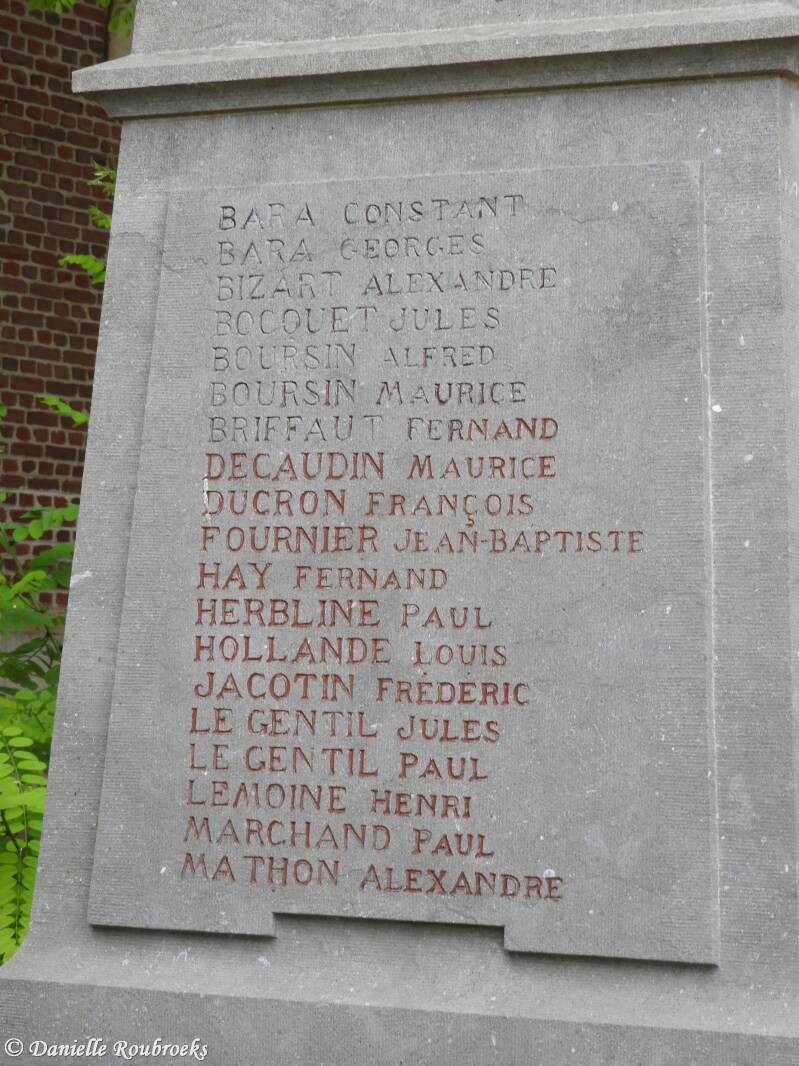 BARA CONSTANT
BARA GEORGES
BIZART ALEXANDRE
BOCQUET JULES
BOURSIN ALFRED
BOURSIN MAURICE
BRIFFAUT FERNAND
DECAUDIN MAURICE
DUCRON FRANÇOIS
FOURNIER JEAN-BAPTISTE
HAY FERNAND
HERBLINE PAUL
HOLLANDE LOUIS
JACOTIN FRÉDÉRIC
LE GENTIL JULES
LE GENTIL PAUL
LEMOINE HENRI
MARCHAND PAUL
MATHON ALEXANDRE
© Danielle Roubroeks